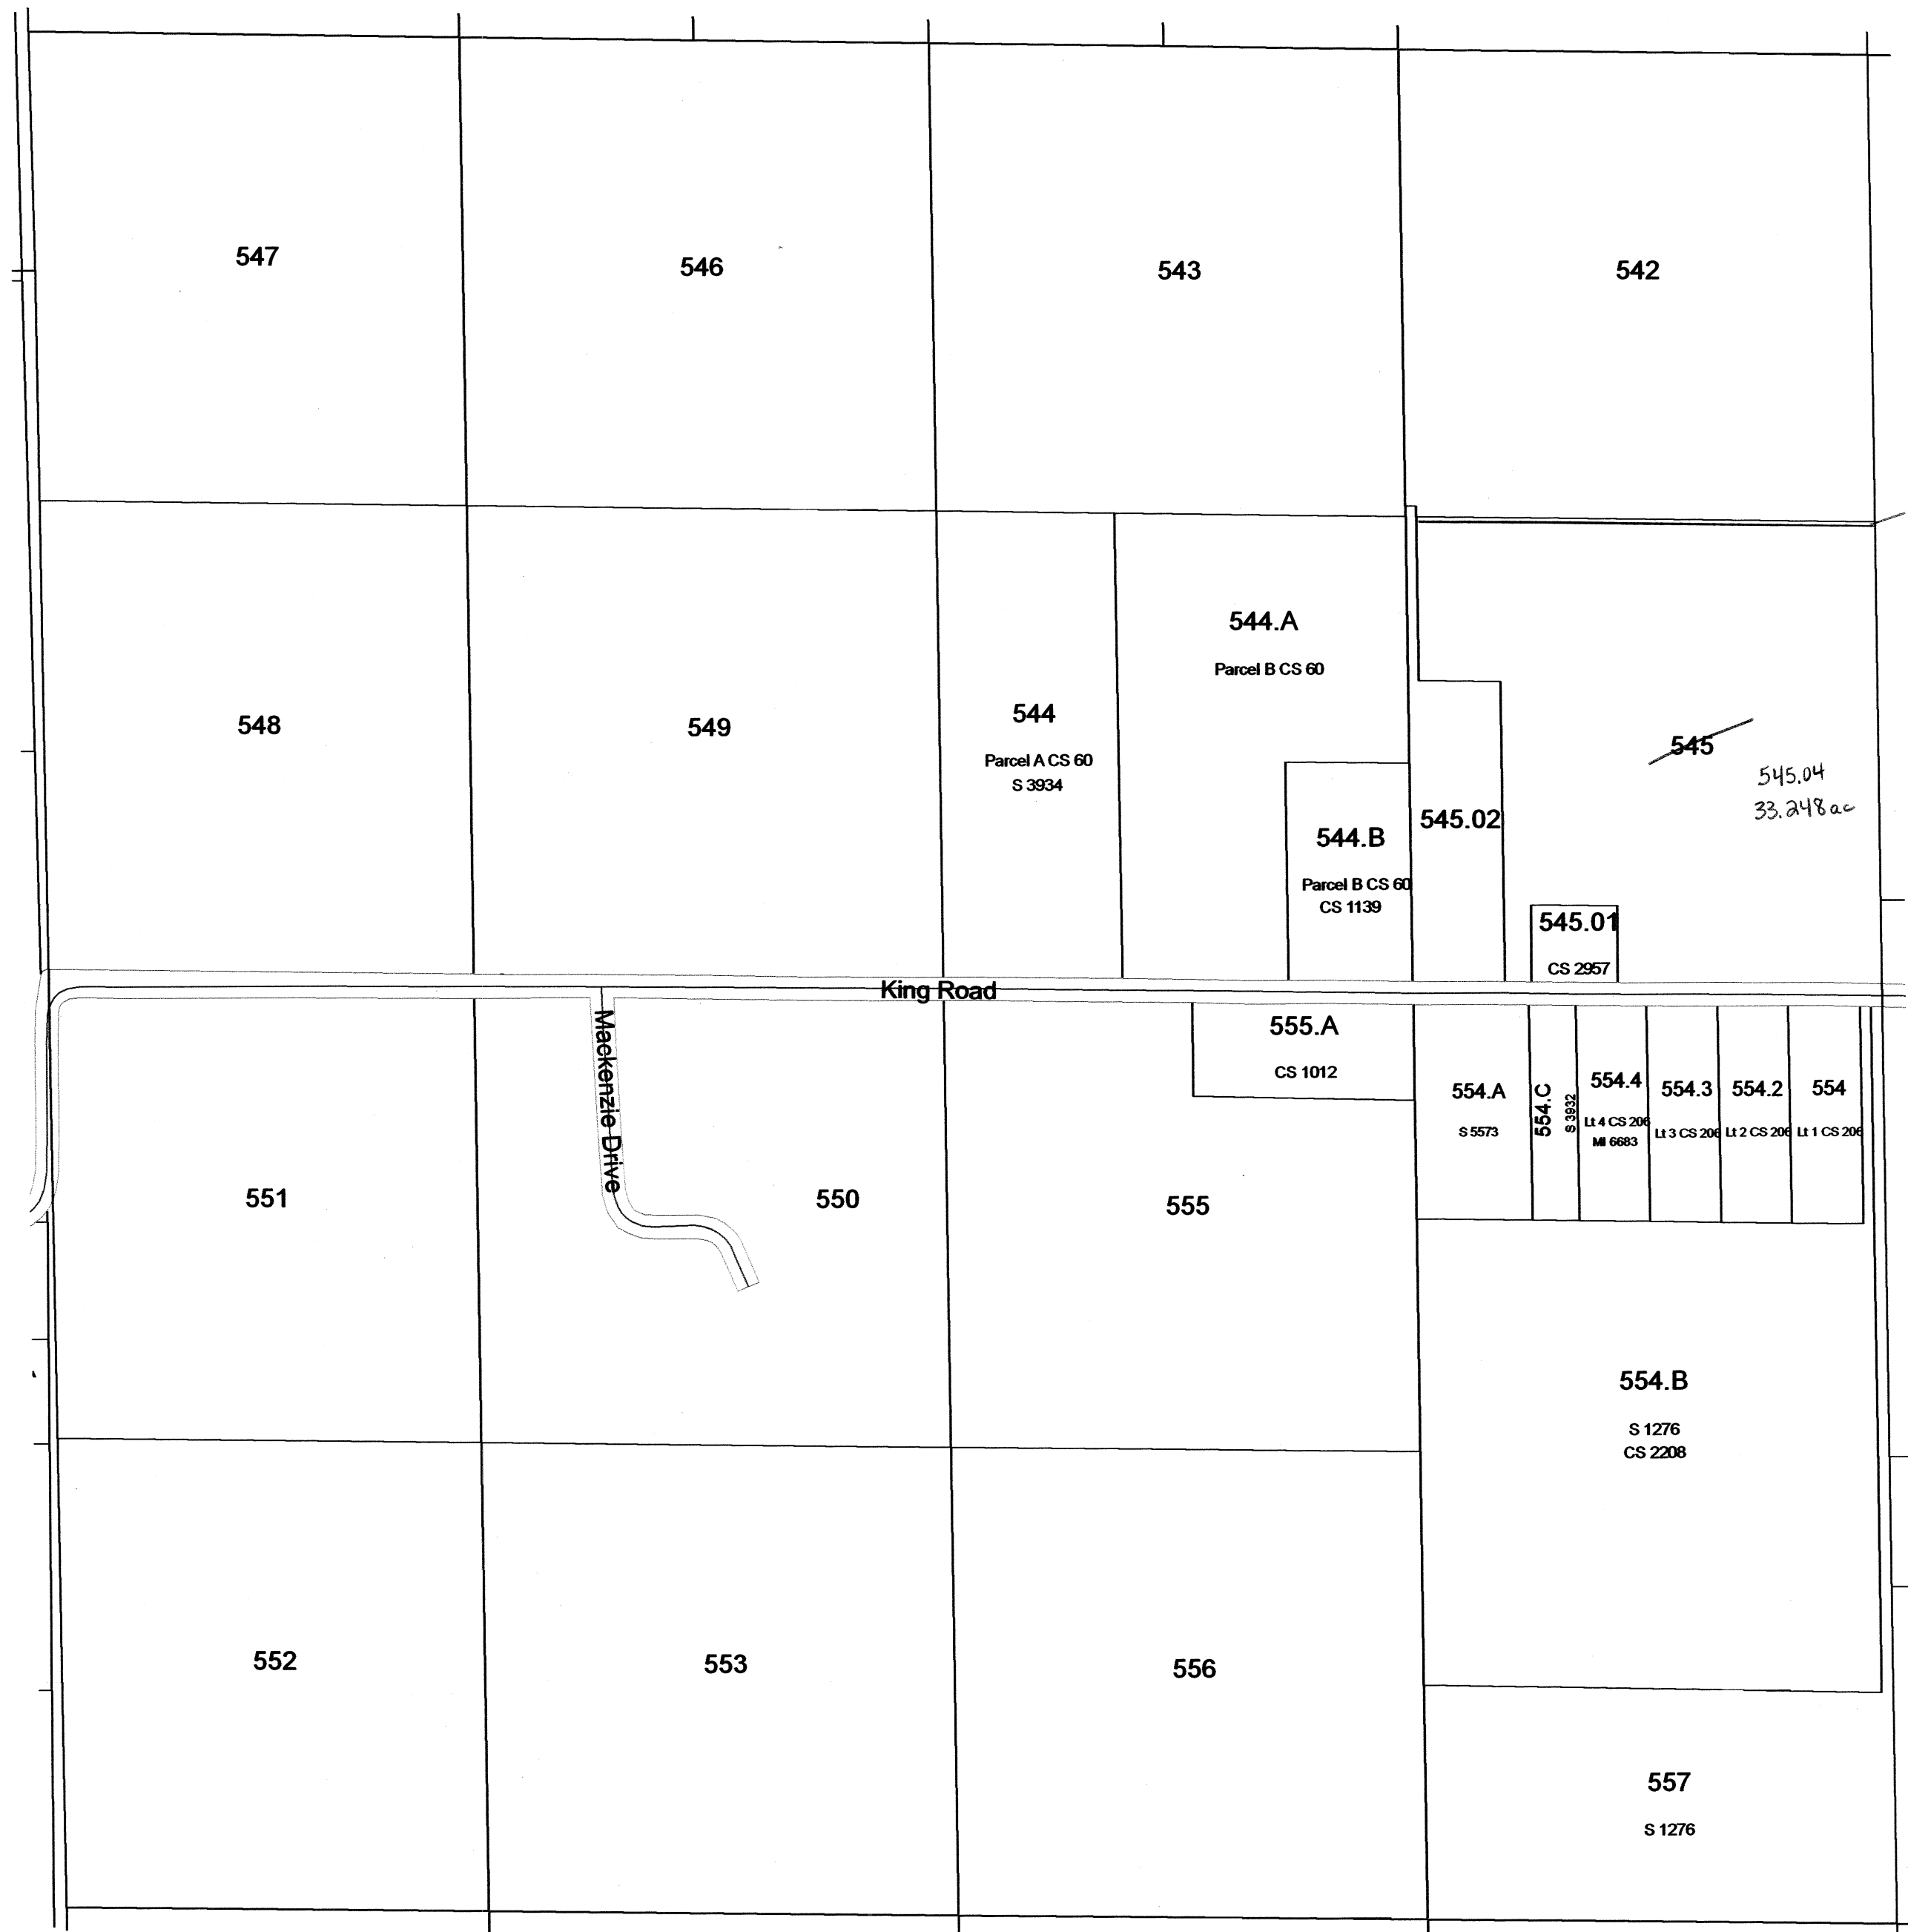 547
546
543
542
544.A
Parcel B CS 60
548
549
544
Parcel A CS 60
S 3934
545
545.04
33.248 ac
544.B
Parcel B CS 60
CS 1139
545.02
545.01
CS 2957
King Road
Mackenzie Drive
555.A
CS 1012
554.A
S 5573
554.C
S 3932
554.4
Lt 4 CS 206
MI 6683
554.3
Lt 3 CS 206
554.2
Lt 2 CS 206
554
Lt 1 CS 206
551
550
555
554.B
S 1276
CS 2208
552
553
556
557
S 1276